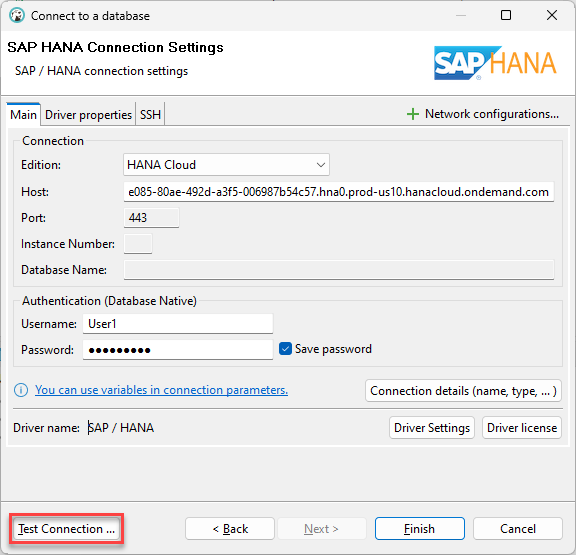 Connect to a database
SAP HANA Connection Settings
SAP / HANA connection settings
SAP HANA
Main Driver properties SSH
Network configurations...
Connection
Edition: HANA Cloud
Host: e085-80ae-492d-a3f5-006987b54c57.hna0.prod-us10.hanacloud.ondemand.com
Port: 443
Instance Number:
Database Name:
Authentication (Database Native)
Username: User1
Password: ●●●●●●●●● Save password
You can use variables in connection parameters. Connection details (name, type, ... )
Driver name: SAP / HANA Driver Settings Driver license
Test Connection ... < Back Next > Finish Cancel